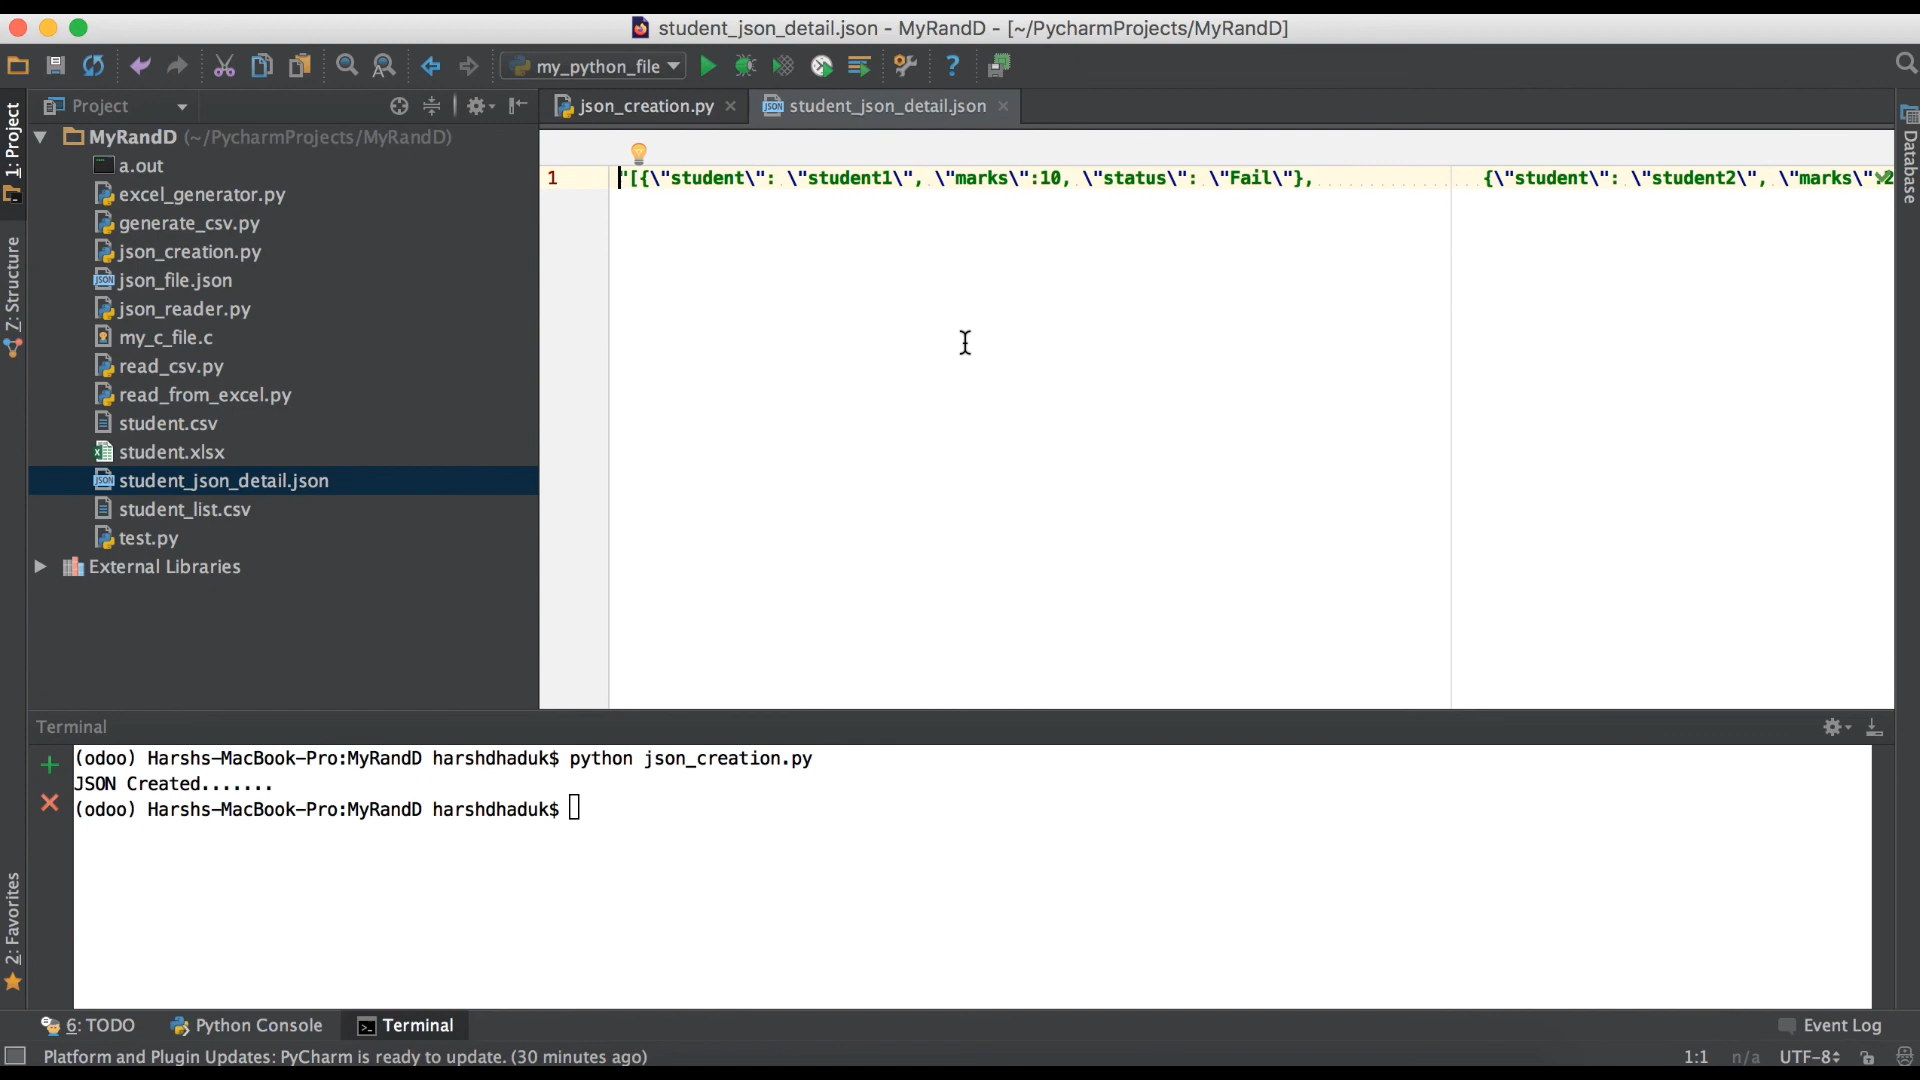 student_json_detail.json - MyRandD - [~/PycharmProjects/MyRandD]
my_python_file
?
1: Project
Project
json_creation.py
student_json_detail.json
Database
MyRandD (~/PycharmProjects/MyRandD)
a.out
excel_generator.py
generate_csv.py
json_creation.py
json_file.json
json_reader.py
my_c_file.c
read_csv.py
read_from_excel.py
student.csv
student.xlsx
student_json_detail.json
student_list.csv
test.py
External Libraries
Z: Structure
2: Favorites
1 "[{\"student\": \"student1\", \"marks\":10, \"status\": \"Fail\"}, {\"student\": \"student2\", \"marks\":2
Terminal
(odoo) Harshs-MacBook-Pro:MyRandD harshdhaduk$ python json_creation.py
JSON Created.......
(odoo) Harshs-MacBook-Pro:MyRandD harshdhaduk$
6: TODO
Python Console
Terminal
Event Log
Platform and Plugin Updates: PyCharm is ready to update. (30 minutes ago)
1:1 n/a UTF-8